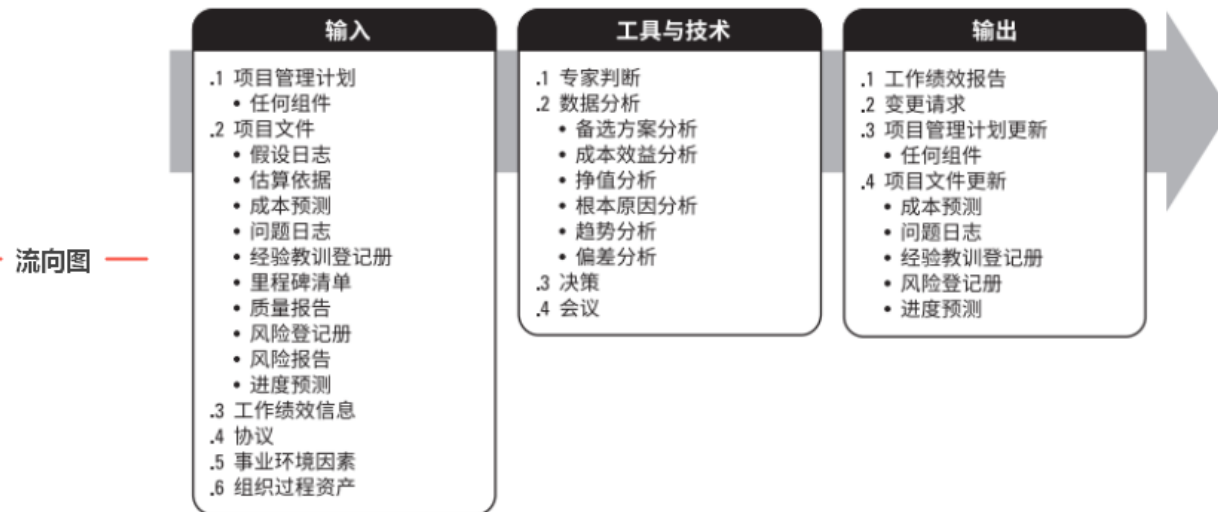 流向图
输入
.1 项目管理计划
• 任何组件
.2 项目文件
• 假设日志
• 估算依据
• 成本预测
• 问题日志
• 经验教训登记册
• 里程碑清单
• 质量报告
• 风险登记册
• 风险报告
• 进度预测
.3 工作绩效信息
.4 协议
.5 事业环境因素
.6 组织过程资产
工具与技术
.1 专家判断
.2 数据分析
• 备选方案分析
• 成本效益分析
• 挣值分析
• 根本原因分析
• 趋势分析
• 偏差分析
.3 决策
.4 会议
输出
.1 工作绩效报告
.2 变更请求
.3 项目管理计划更新
• 任何组件
.4 项目文件更新
• 成本预测
• 问题日志
• 经验教训登记册
• 风险登记册
• 进度预测